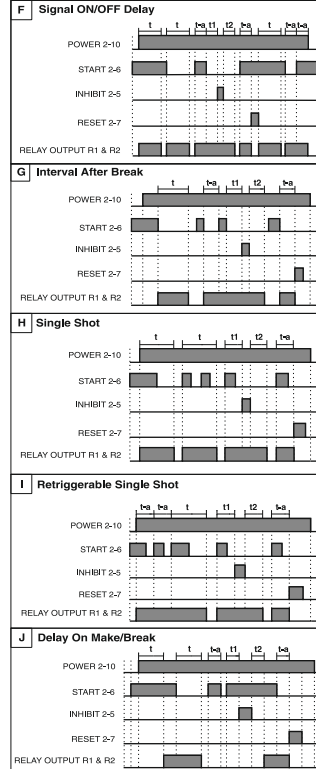 F Signal ON/OFF Delay
t t t-a t1 t2 t-a t t-a t-a
POWER 2-10
START 2-6
INHIBIT 2-5
RESET 2-7
RELAY OUTPUT R1 & R2
G Interval After Break
t t-a t1 t2 t-a
POWER 2-10
START 2-6
INHIBIT 2-5
RESET 2-7
RELAY OUTPUT R1 & R2
H Single Shot
t t t1 t2 t-a
POWER 2-10
START 2-6
INHIBIT 2-5
RESET 2-7
RELAY OUTPUT R1 & R2
I Retriggerable Single Shot
t-a t-a t t1 t2 t-a
POWER 2-10
START 2-6
INHIBIT 2-5
RESET 2-7
RELAY OUTPUT R1 & R2
J Delay On Make/Break
t t t-a t1 t2 t-a
POWER 2-10
START 2-6
INHIBIT 2-5
RESET 2-7
RELAY OUTPUT R1 & R2